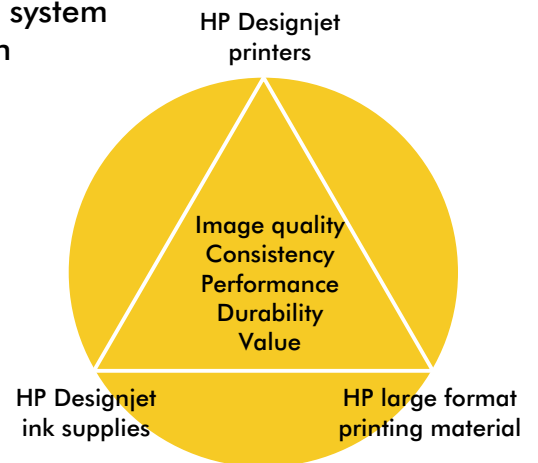 system
HP Designjet
printers
Image quality
Consistency
Performance
Durability
Value
HP Designjet
ink supplies
HP large format
printing material